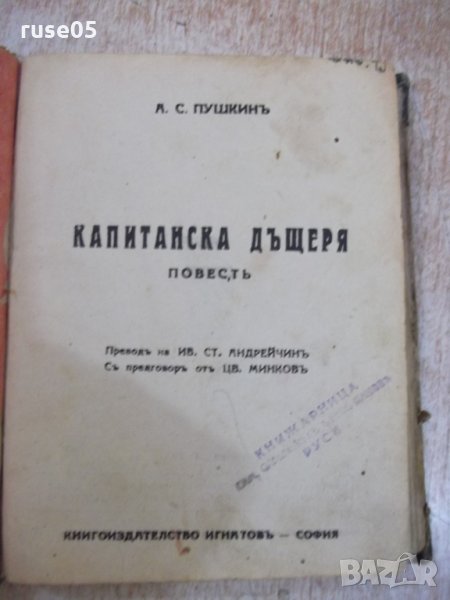 ruse05
А. С. ПУШКИНЪ
КАПИТАНСКА ДЪЩЕРЯ
ПОВЕСТЬ
Преводъ на ИВ. СТ. АНДРЕЙЧИНЪ
Съ предговоръ отъ ЦВ. МИНКОВЪ
КНИЖАРНИЦА
РУСЕ
КНИГОИЗДАТЕЛСТВО ИГНАТОВЪ — СОФИЯ
BAZAR